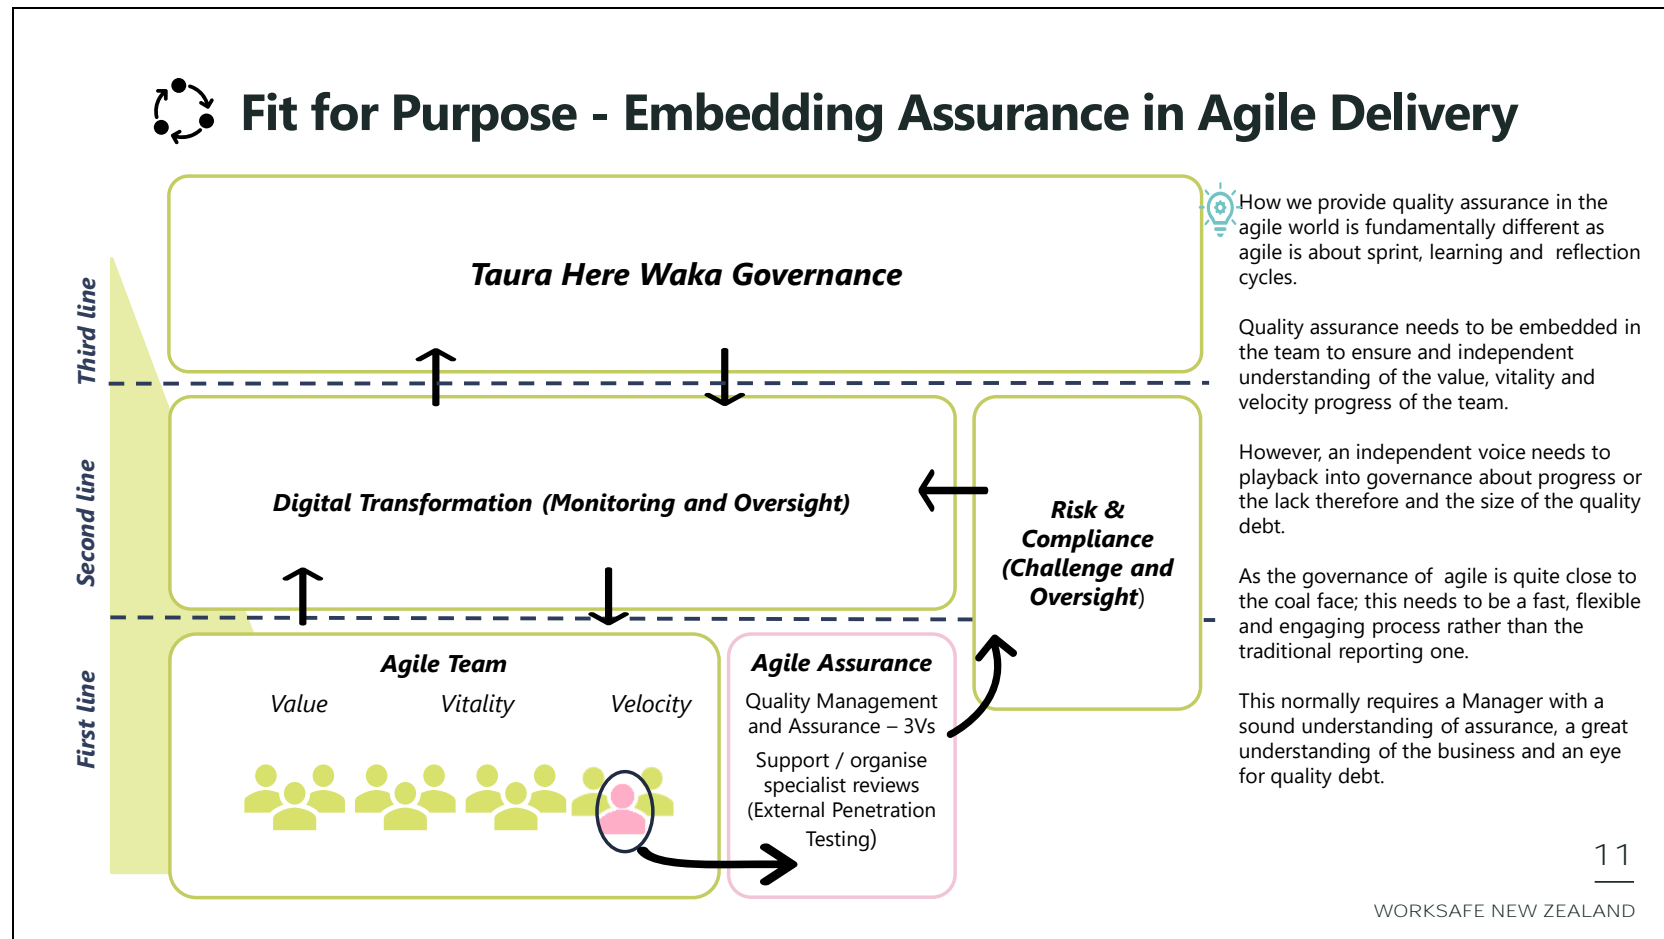 Fit for Purpose - Embedding Assurance in Agile Delivery
Third line
Taura Here Waka Governance
Second line
Digital Transformation (Monitoring and Oversight)
Risk &
Compliance
(Challenge and
Oversight)
First line
Agile Team
Value Vitality Velocity
Agile Assurance
Quality Management
and Assurance – 3Vs
Support / organise
specialist reviews
(External Penetration
Testing)
How we provide quality assurance in the
agile world is fundamentally different as
agile is about sprint, learning and reflection
cycles.
Quality assurance needs to be embedded in
the team to ensure and independent
understanding of the value, vitality and
velocity progress of the team.
However, an independent voice needs to
playback into governance about progress or
the lack therefore and the size of the quality
debt.
As the governance of agile is quite close to
the coal face; this needs to be a fast, flexible
and engaging process rather than the
traditional reporting one.
This normally requires a Manager with a
sound understanding of assurance, a great
understanding of the business and an eye
for quality debt.
11
WORKSAFE NEW ZEALAND